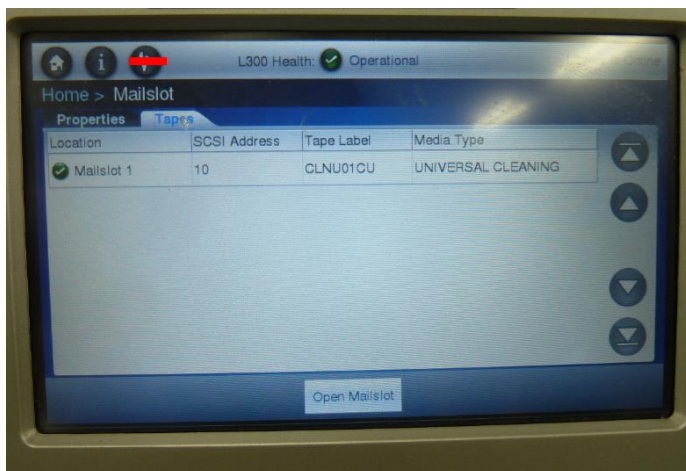 L300 Health: Operational
Online
Home > Mailslot
Properties Tapes
Location SCSI Address Tape Label Media Type
Mailslot 1 10 CLNU01CU UNIVERSAL CLEANING
Open Mailslot